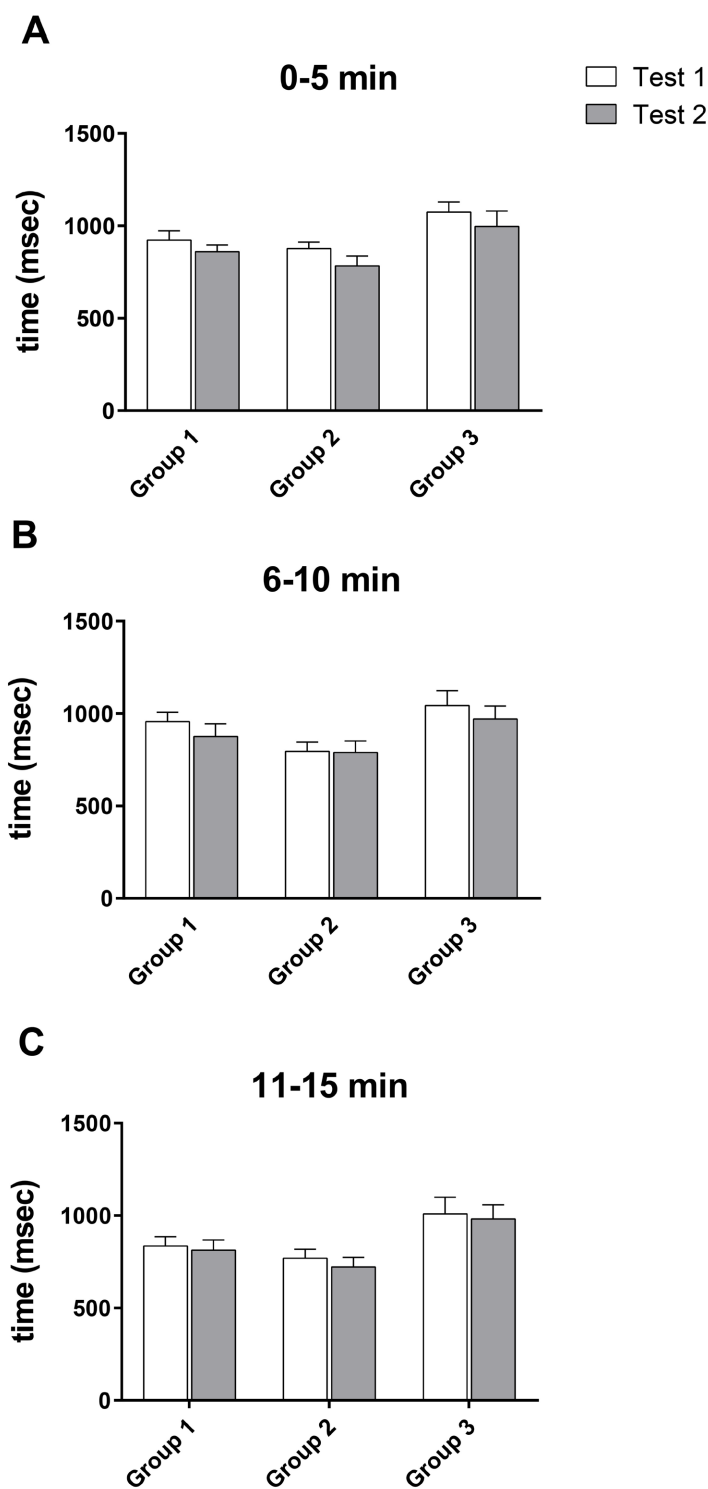 A
0-5 min
Test 1
Test 2
time (msec)
1500
1000
500
0
Group 1
Group 2
Group 3
B
6-10 min
time (msec)
1500
1000
500
0
Group 1
Group 2
Group 3
C
11-15 min
time (msec)
1500
1000
500
0
Group 1
Group 2
Group 3